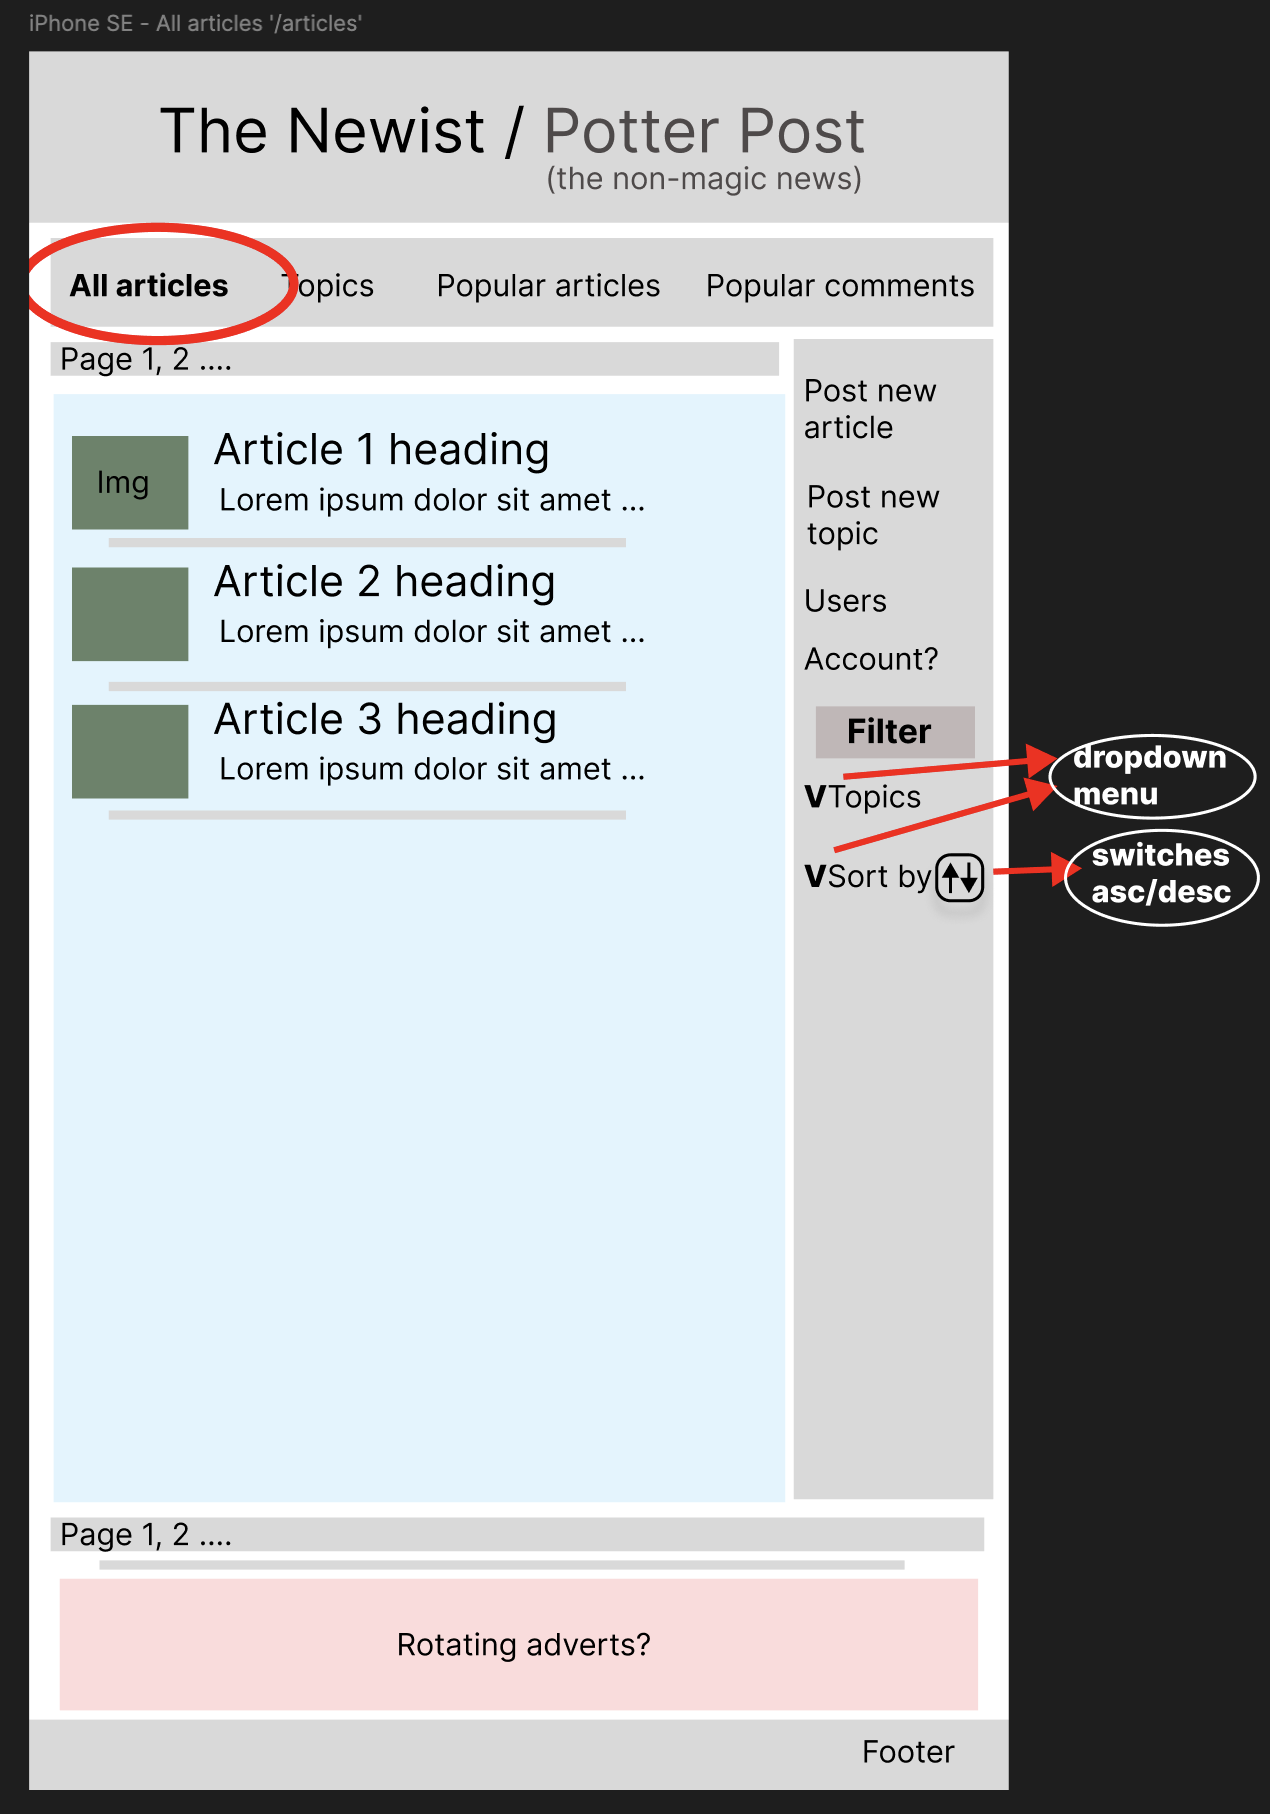 iPhone SE - All articles '/articles'
The Newist / Potter Post
(the non-magic news)
All articles Topics Popular articles Popular comments
Page 1, 2 ....
Img
Article 1 heading
Lorem ipsum dolor sit amet ...
Article 2 heading
Lorem ipsum dolor sit amet ...
Article 3 heading
Lorem ipsum dolor sit amet ...
Post new
article
Post new
topic
Users
Account?
Filter
VTopics
VSort by
dropdown
menu
switches
asc/desc
Page 1, 2 ....
Rotating adverts?
Footer